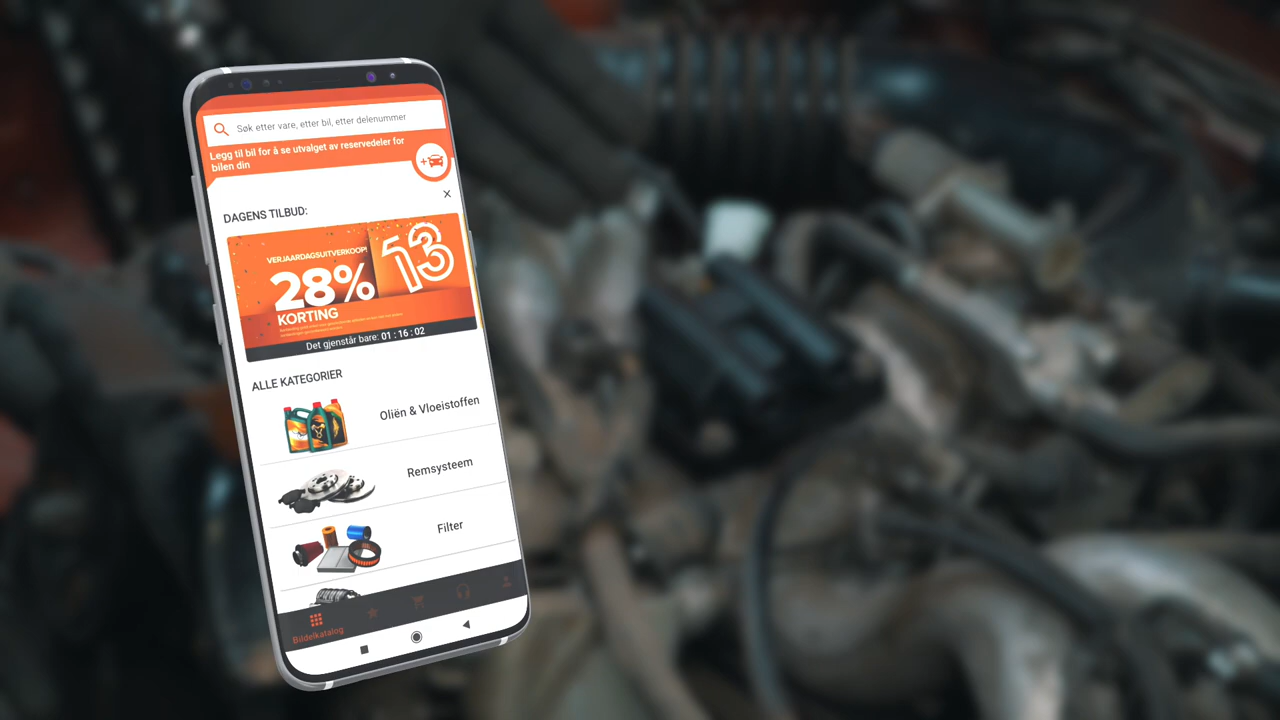 Søk etter vare, etter bil, etter delenummer
Legg til bil for å se utvalget av reservedeler for
bilen din
DAGENS TILBUD:
VERJAARDAGSUITVERKOOP!
13
28%
KORTING
Det gjenstår bare: 01 : 16 : 02
ALLE KATEGORIER
Oliën & Vloeistoffen
Remsysteem
Filter
Bildelkatalog